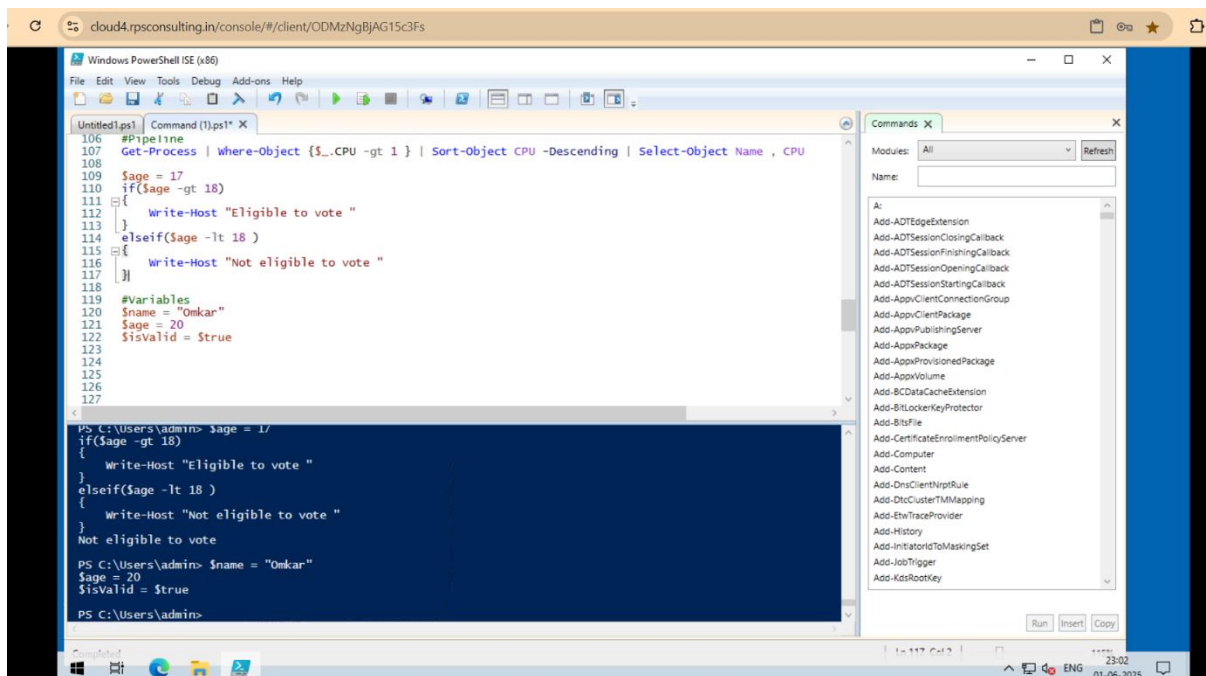 cloud4.rpsconsulting.in/console/#/client/ODMzNgBjAG15c3Fs
Windows PowerShell ISE (x86)
File Edit View Tools Debug Add-ons Help
Untitled1.ps1 Command (1).ps1* X
106 #Pipeline
107 Get-Process | Where-Object {$_.CPU -gt 1 } | Sort-Object CPU -Descending | Select-Object Name , CPU
108
109 $age = 17
110 if($age -gt 18)
111 {
112 Write-Host "Eligible to vote "
113 }
114 elseif($age -lt 18 )
115 {
116 Write-Host "Not eligible to vote "
117 }
118
119 #Variables
120 $name = "Omkar"
121 $age = 20
122 $isValid = $true
123
124
125
126
127
PS C:\Users\admin> $age = 17
if($age -gt 18)
{
Write-Host "Eligible to vote "
}
elseif($age -lt 18 )
{
Write-Host "Not eligible to vote "
}
Not eligible to vote
PS C:\Users\admin> $name = "Omkar"
$age = 20
$isValid = $true
PS C:\Users\admin>
Commands X
Modules: All Refresh
Name:
A:
Add-ADTEdgeExtension
Add-ADTSessionClosingCallback
Add-ADTSessionFinishingCallback
Add-ADTSessionOpeningCallback
Add-ADTSessionStartingCallback
Add-AppvClientConnectionGroup
Add-AppvClientPackage
Add-AppvPublishingServer
Add-AppxPackage
Add-AppxProvisionedPackage
Add-AppxVolume
Add-BCDataCacheExtension
Add-BitLockerKeyProtector
Add-BitsFile
Add-CertificateEnrollmentPolicyServer
Add-Computer
Add-Content
Add-DnsClientNrptRule
Add-DtcClusterTMMapping
Add-EtwTraceProvider
Add-History
Add-InitiatorIdToMaskingSet
Add-JobTrigger
Add-KdsRootKey
Run Insert Copy
Completed Ln 117 Col 2
ENG 23:02
01-06-2025